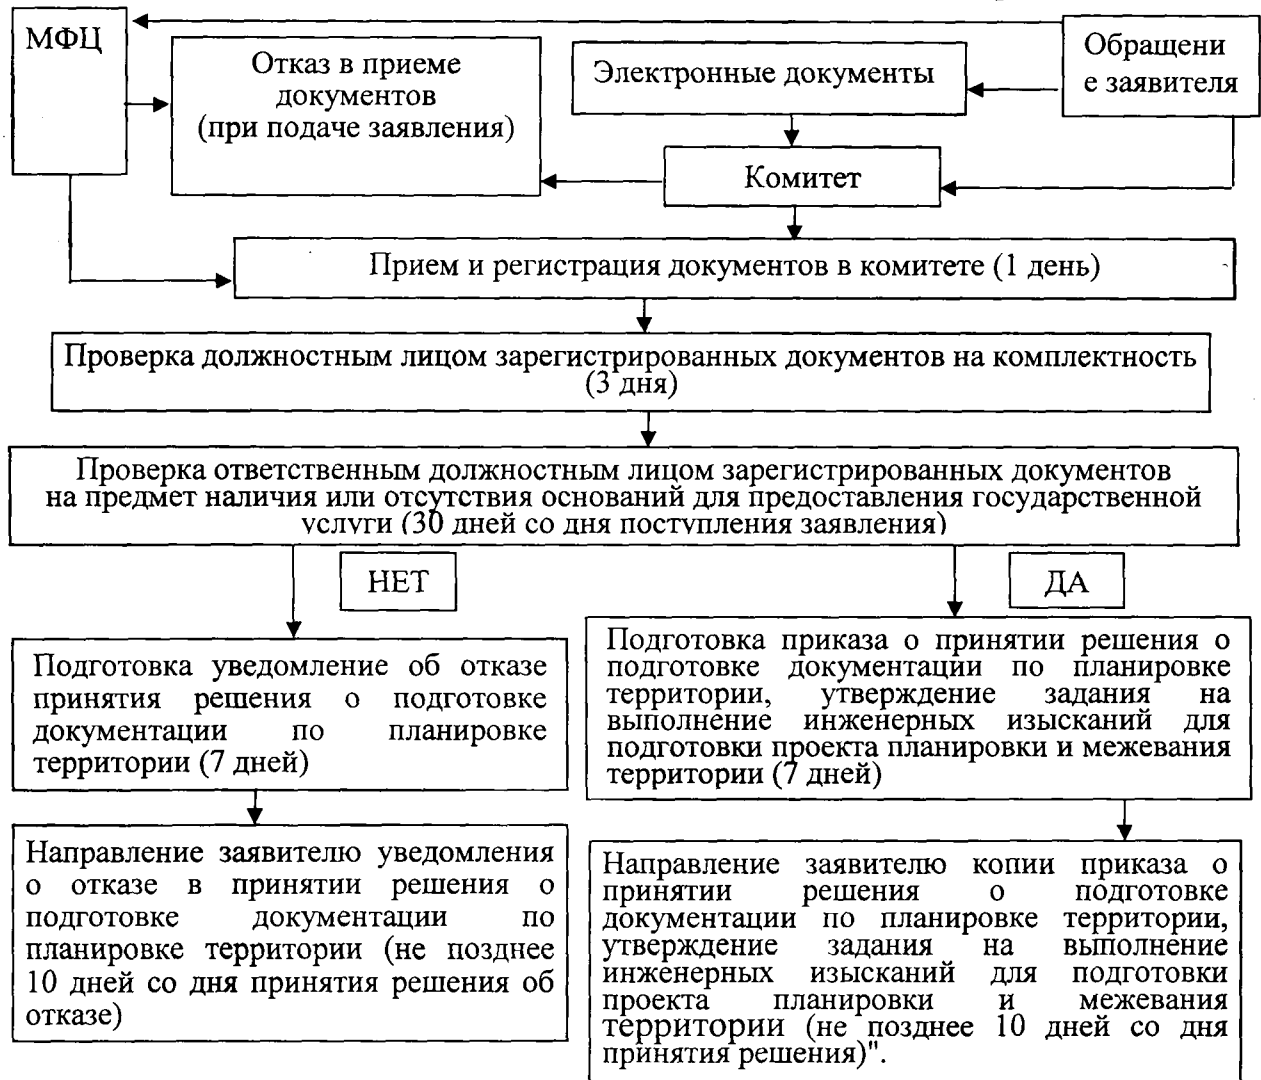 МФЦ
Отказ в приеме
документов
(при подаче заявления)
Электронные документы
Обращени
е заявителя
Комитет
Прием и регистрация документов в комитете (1 день)
Проверка должностным лицом зарегистрированных документов на комплектность
(3 дня)
Проверка ответственным должностным лицом зарегистрированных документов
на предмет наличия или отсутствия оснований для предоставления государственной
услуги (30 дней со дня поступления заявления)
НЕТ
ДА
Подготовка уведомление об отказе
принятия решения о подготовке
документации по планировке
территории (7 дней)
Подготовка приказа о принятии решения о
подготовке документации по планировке
территории, утверждение задания на
выполнение инженерных изысканий для
подготовки проекта планировки и межевания
территории (7 дней)
Направление заявителю уведомления
о отказе в принятии решения о
подготовке документации по
планировке территории (не позднее
10 дней со дня принятия решения об
отказе)
Направление заявителю копии приказа о
принятии решения о подготовке
документации по планировке территории,
утверждение задания на выполнение
инженерных изысканий для подготовки
проекта планировки и межевания
территории (не позднее 10 дней со дня
принятия решения)".